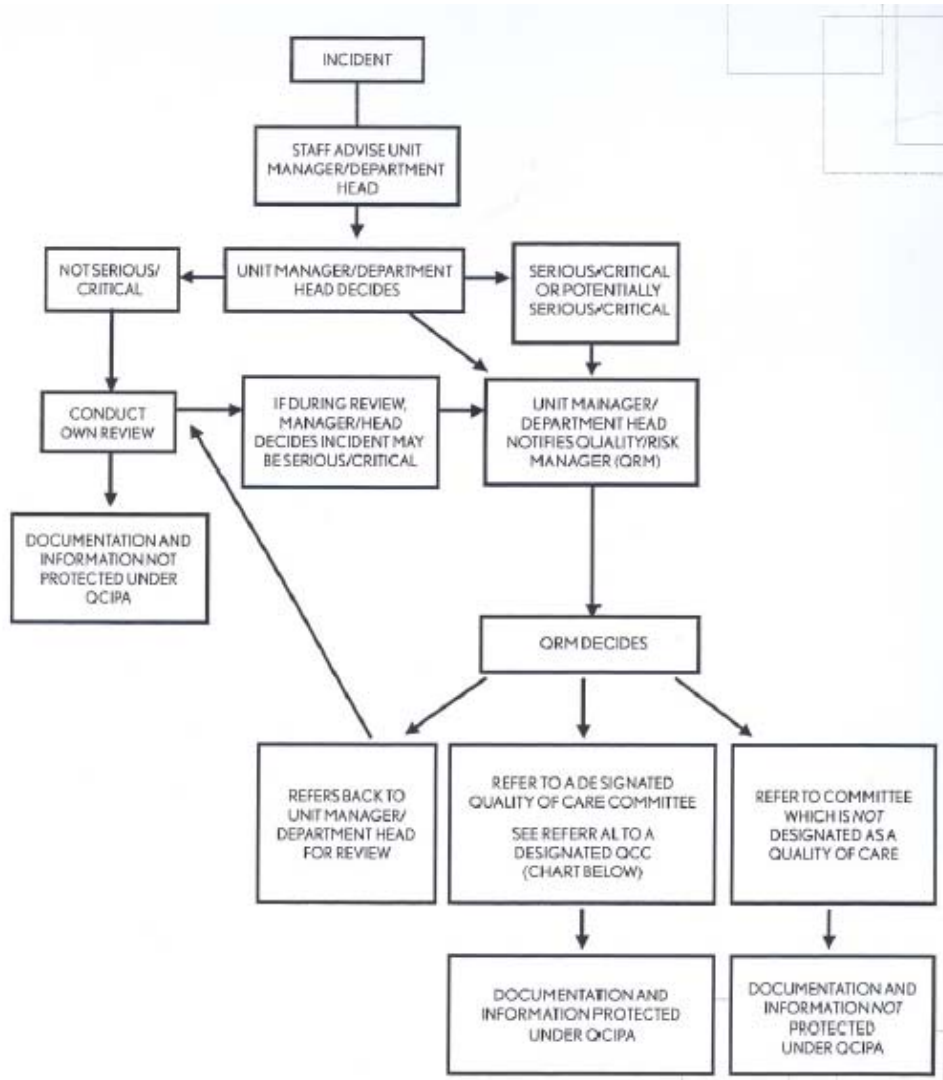 INCIDENT
STAFF ADVISE UNIT
MANAGER/DEPARTMENT
HEAD
NOT SERIOUS/
CRITICAL
UNIT MANAGER/DEPARTMENT
HEAD DECIDES
SERIOUS/CRITICAL
OR POTENTIALLY
SERIOUS/CRITICAL
CONDUCT
OWN REVIEW
IF DURING REVIEW,
MANAGER/HEAD
DECIDES INCIDENT MAY
BE SERIOUS/CRITICAL
UNIT MAINAGER/
DEPARTMENT HEAD
NOTIFIES QUALITY/RISK
MANAGER (QRM)
DOCUMENTATION AND
INFORMATION NOT
PROTECTED UNDER
QCIPA
QRM DECIDES
REFERS BACK TO
UNIT MANAGER/
DEPARTMENT HEAD
FOR REVIEW
REFER TO A DESIGNATED
QUALITY OF CARE COMMITTEE
SEE REFERRAL TO A
DESIGNATED QCC
(CHART BELOW)
REFER TO COMMITTEE
WHICH IS NOT
DESIGNATED AS A
QUALITY OF CARE
DOCUMENTATION AND
INFORMATION PROTECTED
UNDER QCIPA
DOCUMENTATION AND
INFORMATION NOT
PROTECTED
UNDER QCIPA